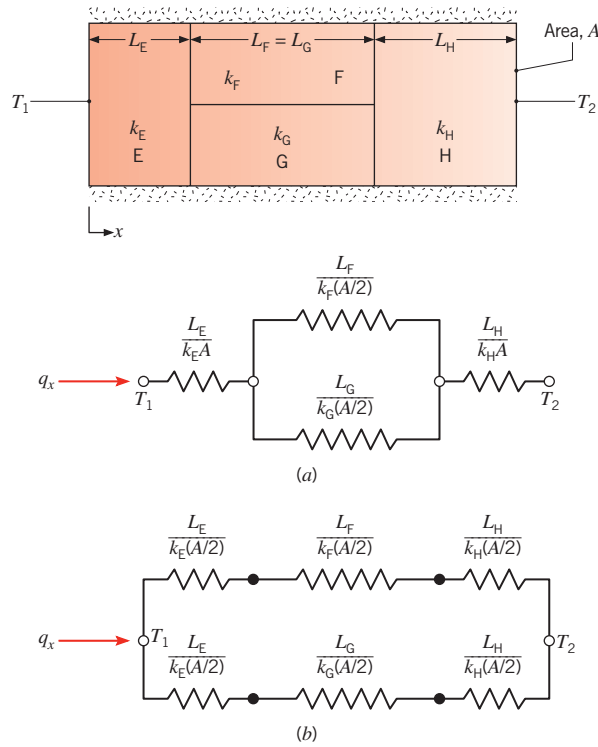 L_E L_F = L_G L_H Area, A
k_F F
T_1 T_2
k_E k_G k_H
E G H
x
L_F
k_F(A/2)
L_E L_H
k_EA k_HA
q_x T_1 T_2
L_G
k_G(A/2)
(a)
L_E L_F L_H
k_E(A/2) k_F(A/2) k_H(A/2)
q_x T_1 T_2
L_E L_G L_H
k_E(A/2) k_G(A/2) k_H(A/2)
(b)